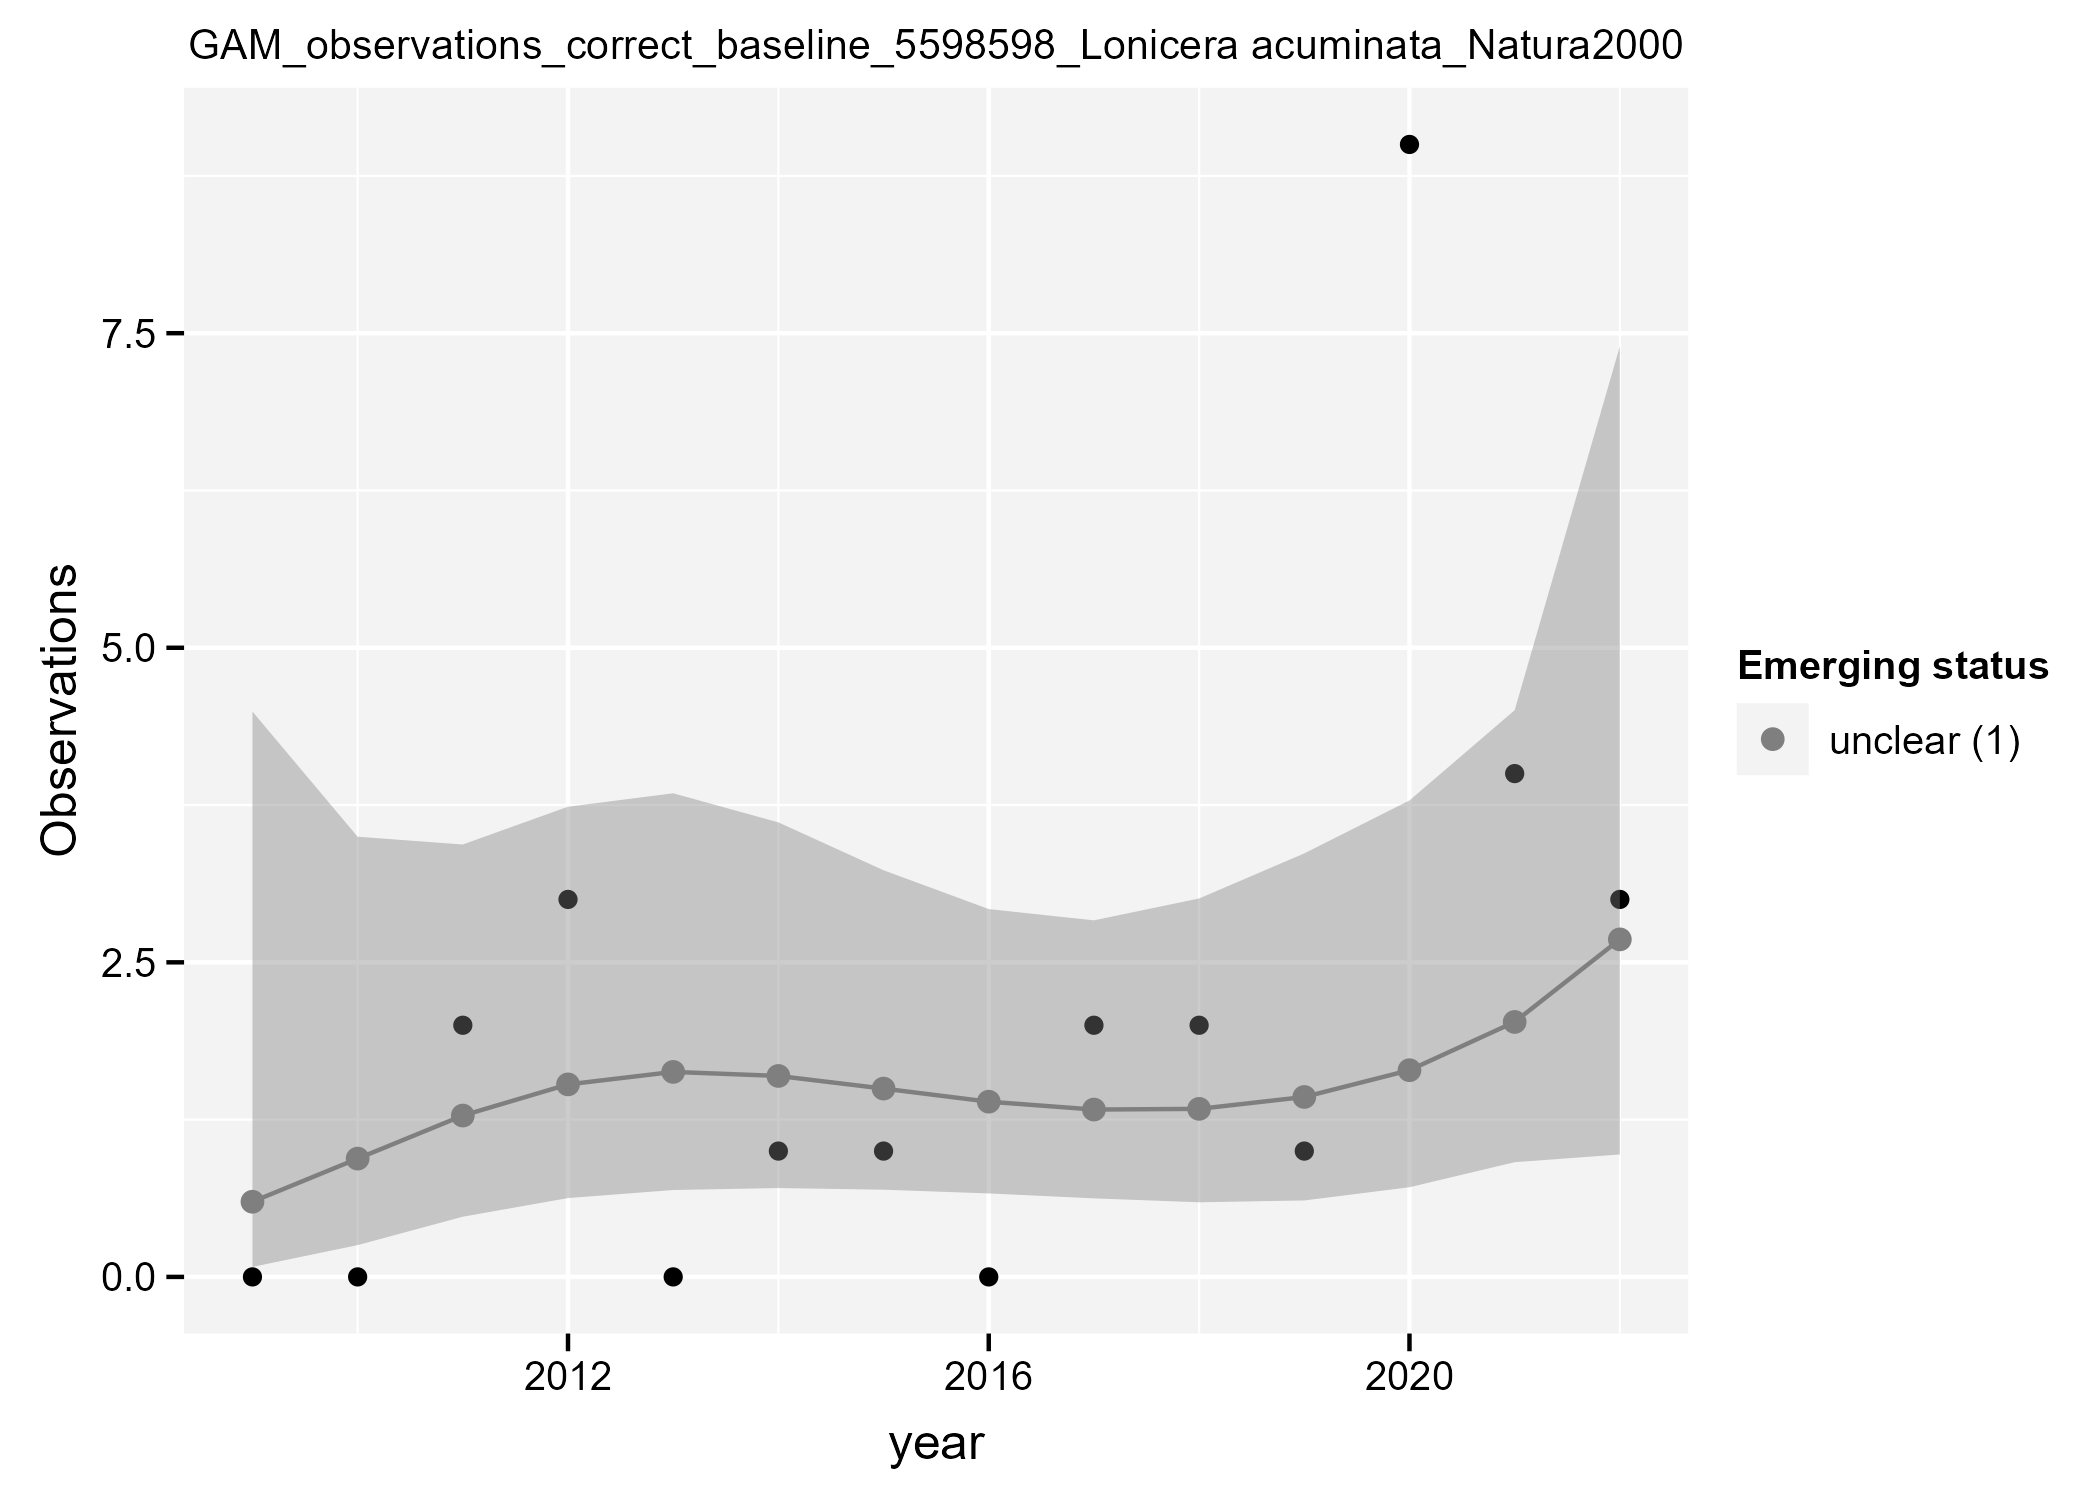 GAM_observations_correct_baseline_5598598_Lonicera acuminata_Natura2000
Observations
7.5
5.0
2.5
0.0
2012
2016
2020
year
Emerging status
unclear (1)